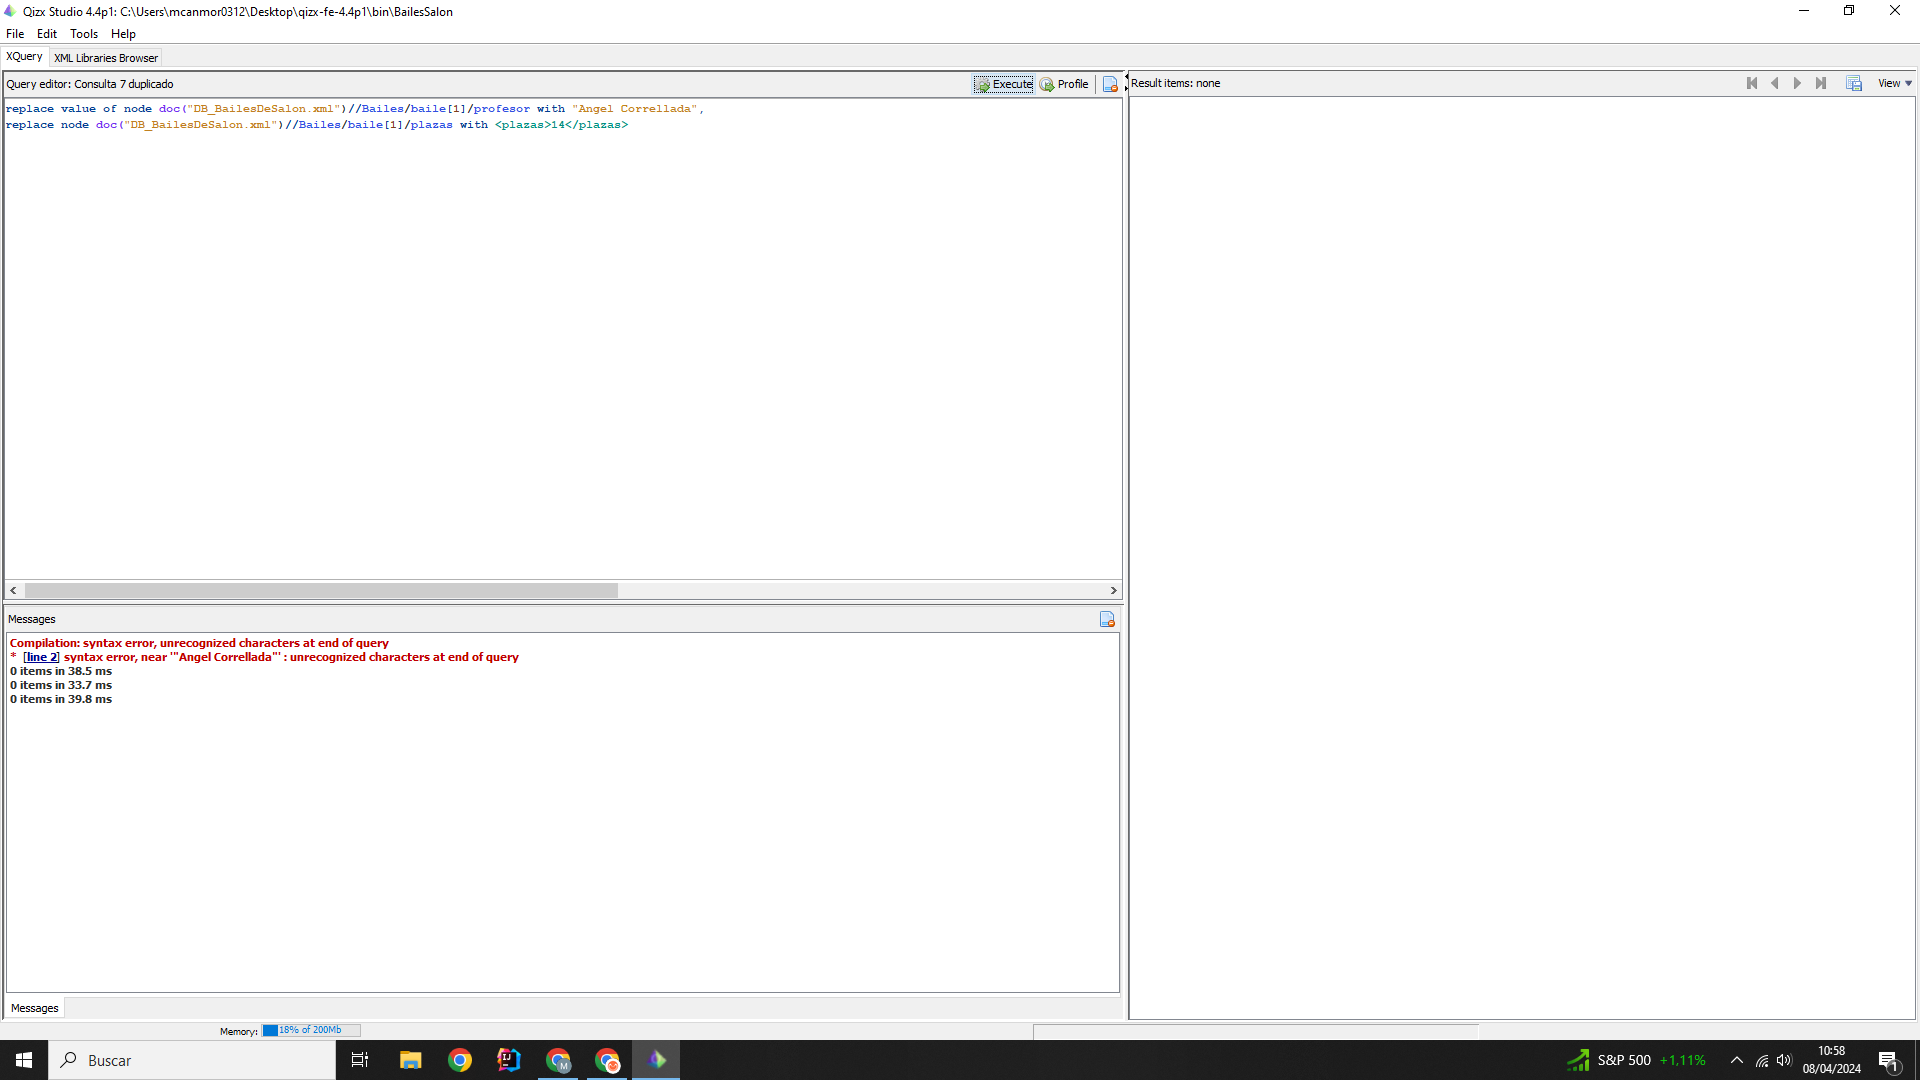 Qizx Studio 4.4p1: C:\Users\mcanmor0312\Desktop\qizx-fe-4.4p1\bin\BailesSalon
File Edit Tools Help
XQuery XML Libraries Browser
Query editor: Consulta 7 duplicado Execute Profile
replace value of node doc("DB_BailesDeSalon.xml")//Bailes/baile[1]/profesor with "Angel Correllada",
replace node doc("DB_BailesDeSalon.xml")//Bailes/baile[1]/plazas with <plazas>14</plazas>
Result items: none View
Messages
Compilation: syntax error, unrecognized characters at end of query
* [line 2] syntax error, near '"Angel Correllada"' : unrecognized characters at end of query
0 items in 38.5 ms
0 items in 33.7 ms
0 items in 39.8 ms
Messages
Memory: 18% of 200Mb
Buscar
IJ
M
S&P 500 +1,11%
10:58
08/04/2024
1